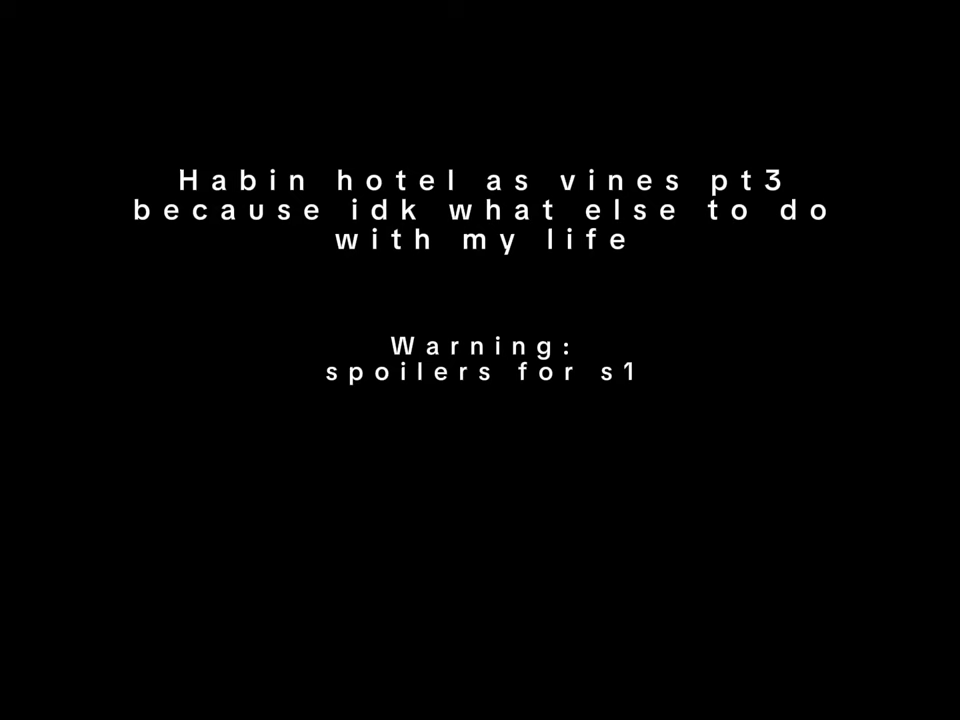 Habin hotel as vines pt3
because idk what else to do
with my life
Warning:
spoilers for s1